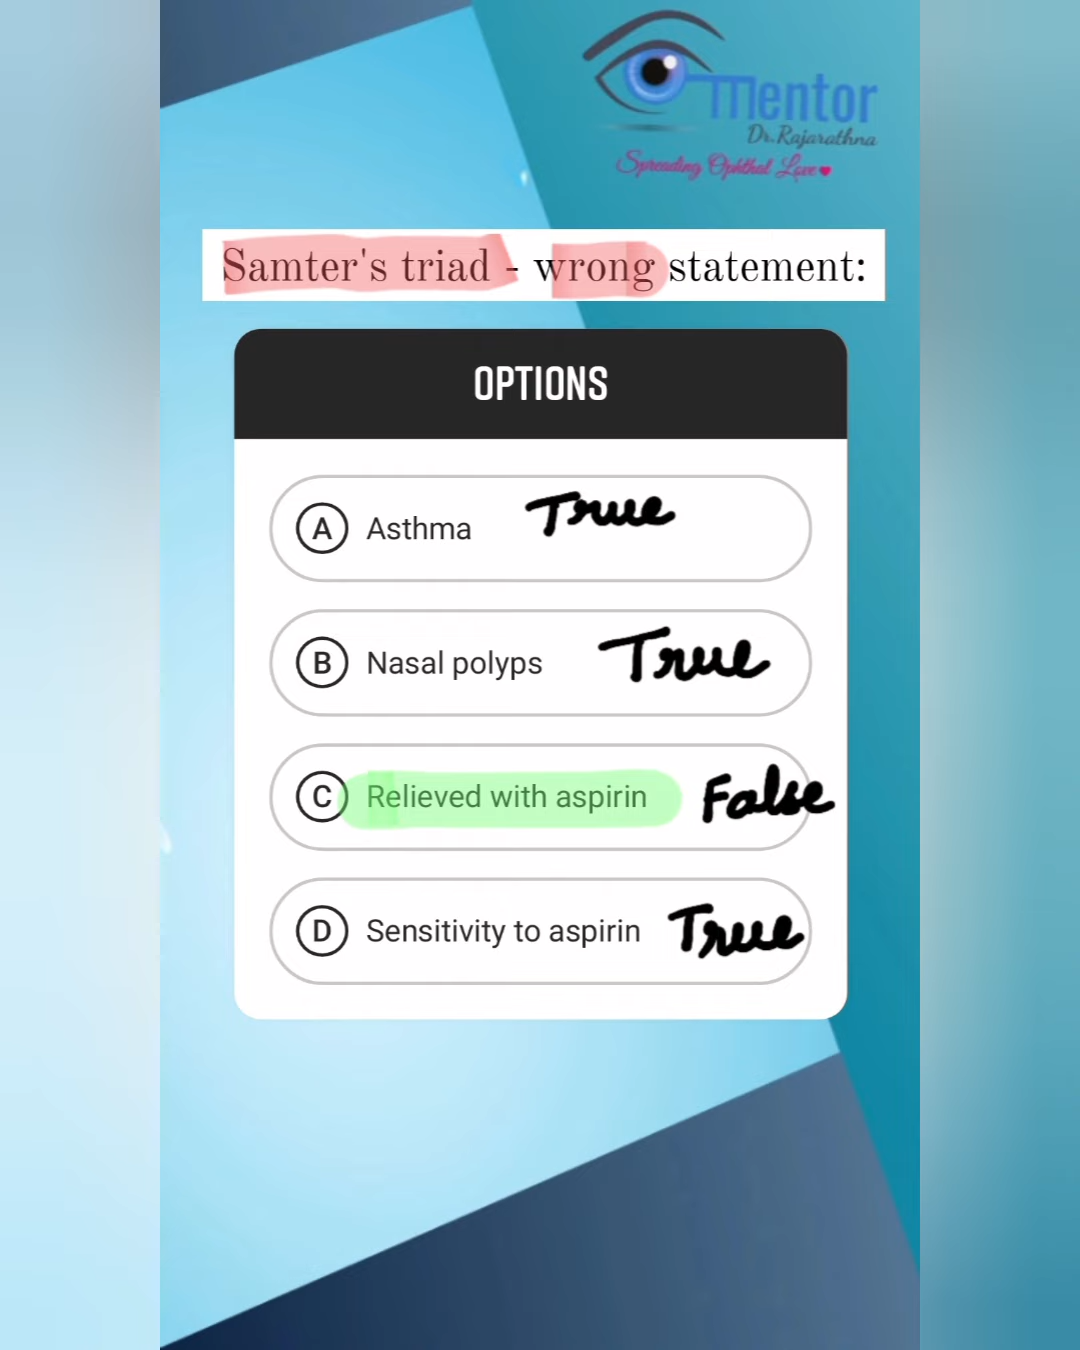 mentor
Dr.Rajarathna
Spreading Ophthal Love
Samter's triad - wrong statement:
OPTIONS
A Asthma True
B Nasal polyps True
C Relieved with aspirin False
D Sensitivity to aspirin True